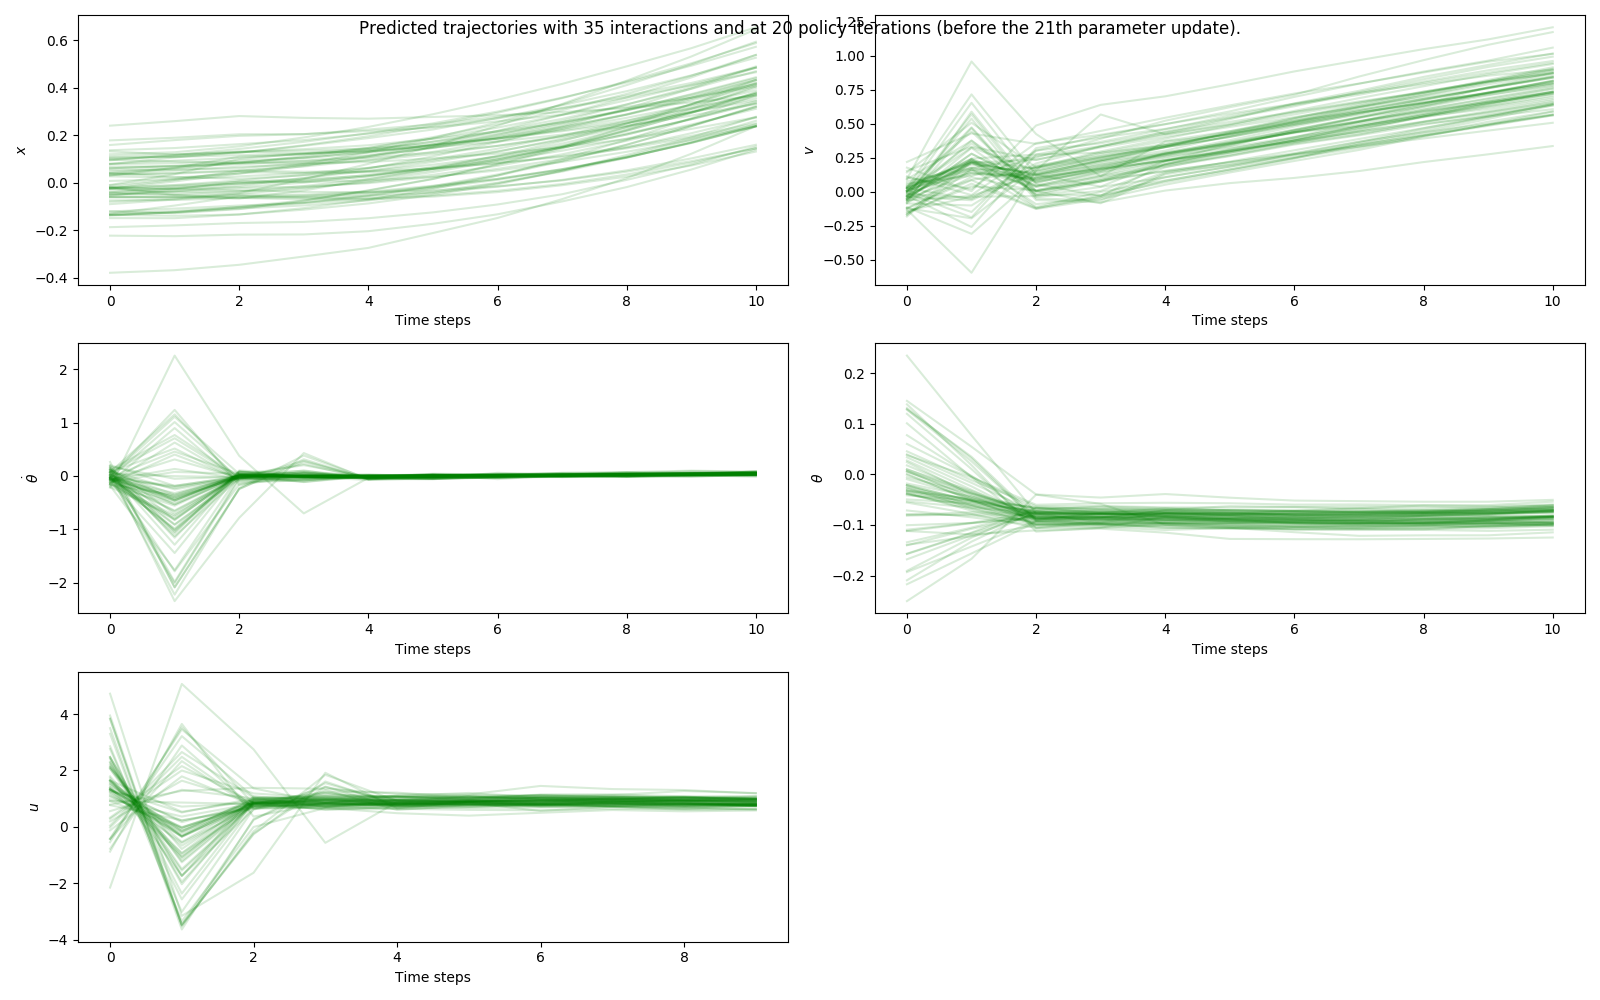 Predicted trajectories with 35 interactions and at 20 policy iterations (before the 21th parameter update).
0.6
0.4
0.2
0.0
−0.2
−0.4
x
0 2 4 6 8 10
Time steps
1.25
1.00
0.75
0.50
0.25
0.00
−0.25
−0.50
v
0 2 4 6 8 10
Time steps
2
1
0
−1
−2
θ̇
0 2 4 6 8 10
Time steps
0.2
0.1
0.0
−0.1
−0.2
θ
0 2 4 6 8 10
Time steps
4
2
0
−2
−4
u
0 2 4 6 8
Time steps